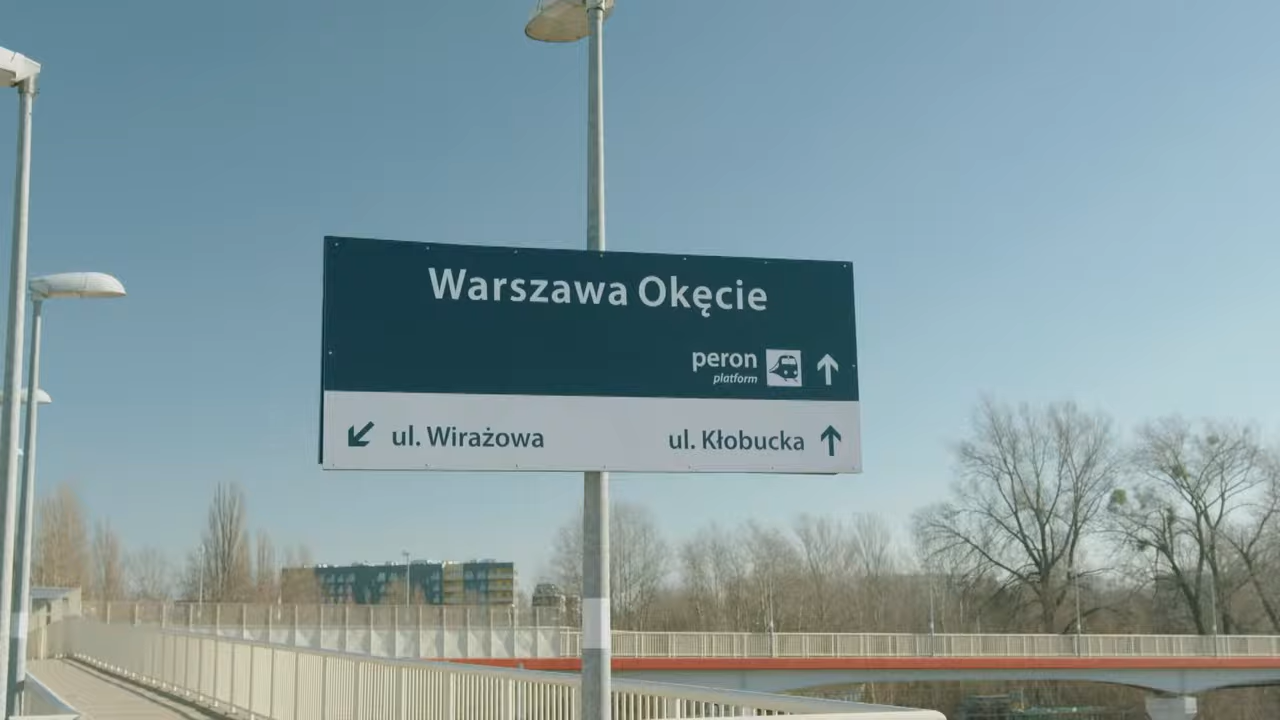 Warszawa Okęcie
peron
platform
ul. Wirażowa
ul. Kłobucka